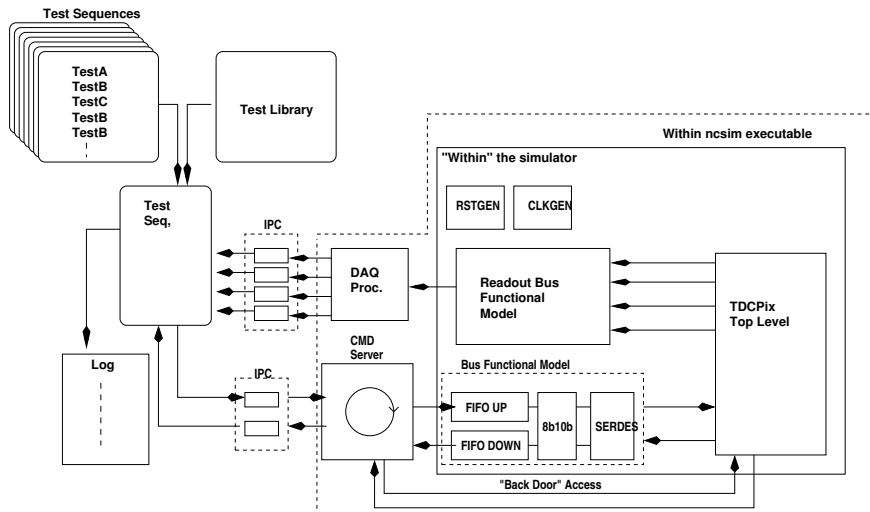 Test Sequences
TestA
TestB
TestC
TestB
TestB
Test Library
Within ncsim executable
"Within" the simulator
RSTGEN
CLKGEN
Test
Seq,
IPC
DAQ
Proc.
Readout Bus
Functional
Model
TDCPix
Top Level
Log
IPC
CMD
Server
Bus Functional Model
FIFO UP
FIFO DOWN
8b10b
SERDES
"Back Door" Access